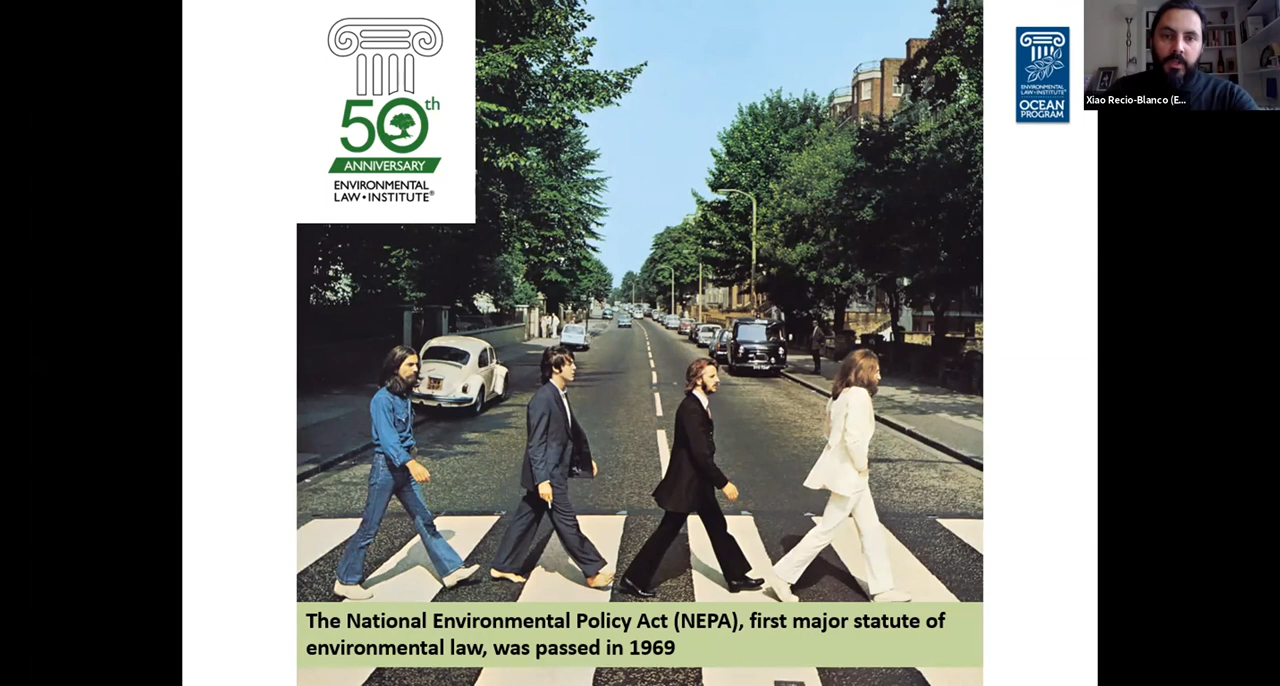 50th
ANNIVERSARY
ENVIRONMENTAL
LAW•INSTITUTE®
ENVIRONMENTAL
LAW•INSTITUTE®
OCEAN
PROGRAM
Xiao Recio-Blanco (E...
The National Environmental Policy Act (NEPA), first major statute of
environmental law, was passed in 1969